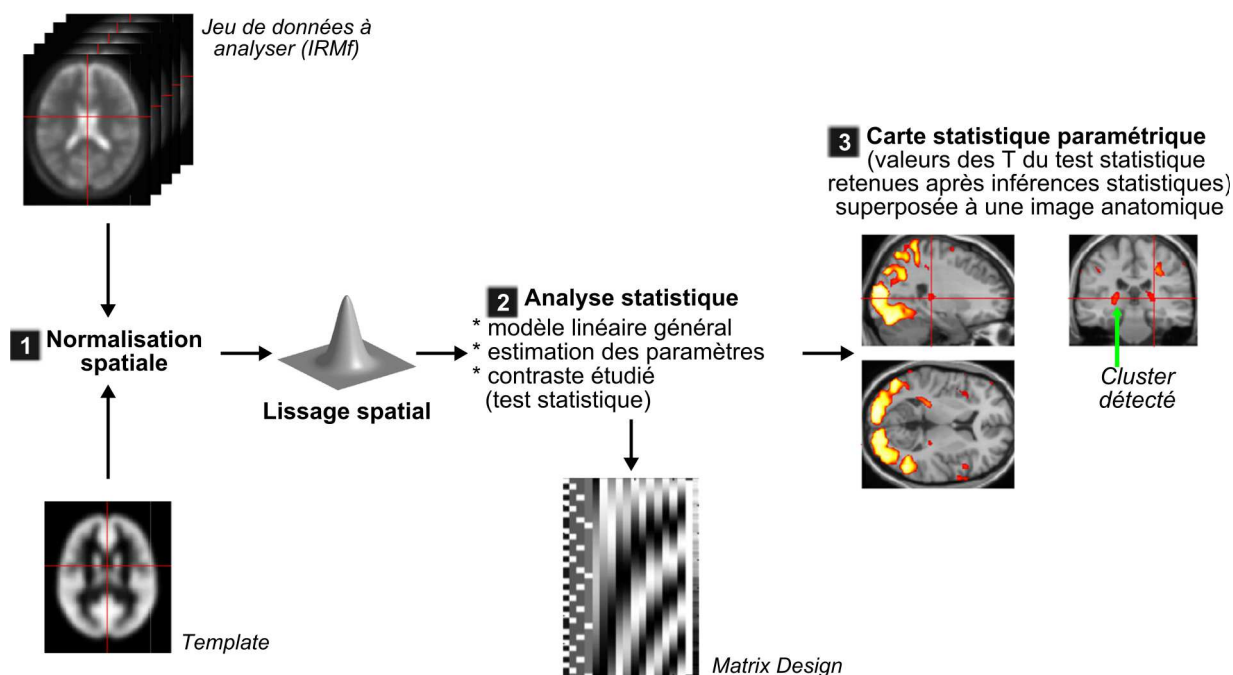 Jeu de données à
analyser (IRMf)
1 Normalisation
spatiale
Template
Lissage spatial
2 Analyse statistique
* modèle linéaire général
* estimation des paramètres
* contraste étudié
(test statistique)
Matrix Design
3 Carte statistique paramétrique
(valeurs des T du test statistique
retenues après inférences statistiques)
superposée à une image anatomique
Cluster
détecté